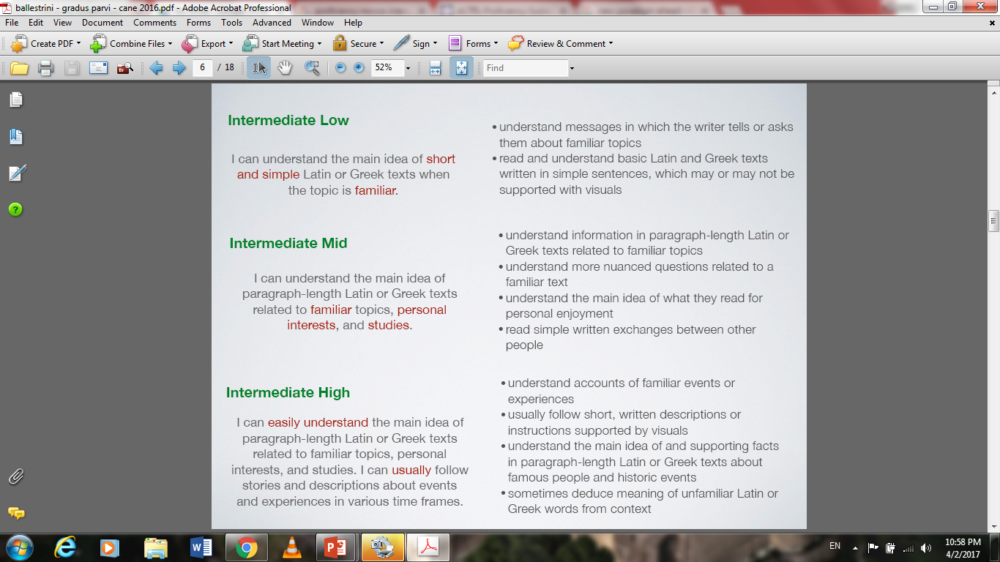 ballestrini - gradus parvi - cane 2016.pdf - Adobe Acrobat Professional
File Edit View Document Comments Forms Tools Advanced Window Help
Create PDF Combine Files Export Start Meeting Secure Sign Forms Review & Comment
6 / 18 52% Find
Intermediate Low
I can understand the main idea of short
and simple Latin or Greek texts when
the topic is familiar.
• understand messages in which the writer tells or asks
them about familiar topics
• read and understand basic Latin and Greek texts
written in simple sentences, which may or may not be
supported with visuals
Intermediate Mid
I can understand the main idea of
paragraph-length Latin or Greek texts
related to familiar topics, personal
interests, and studies.
• understand information in paragraph-length Latin or
Greek texts related to familiar topics
• understand more nuanced questions related to a
familiar text
• understand the main idea of what they read for
personal enjoyment
• read simple written exchanges between other
people
Intermediate High
I can easily understand the main idea of
paragraph-length Latin or Greek texts
related to familiar topics, personal
interests, and studies. I can usually follow
stories and descriptions about events
and experiences in various time frames.
• understand accounts of familiar events or
experiences
• usually follow short, written descriptions or
instructions supported by visuals
• understand the main idea of and supporting facts
in paragraph-length Latin or Greek texts about
famous people and historic events
• sometimes deduce meaning of unfamiliar Latin or
Greek words from context
EN
10:58 PM
4/2/2017